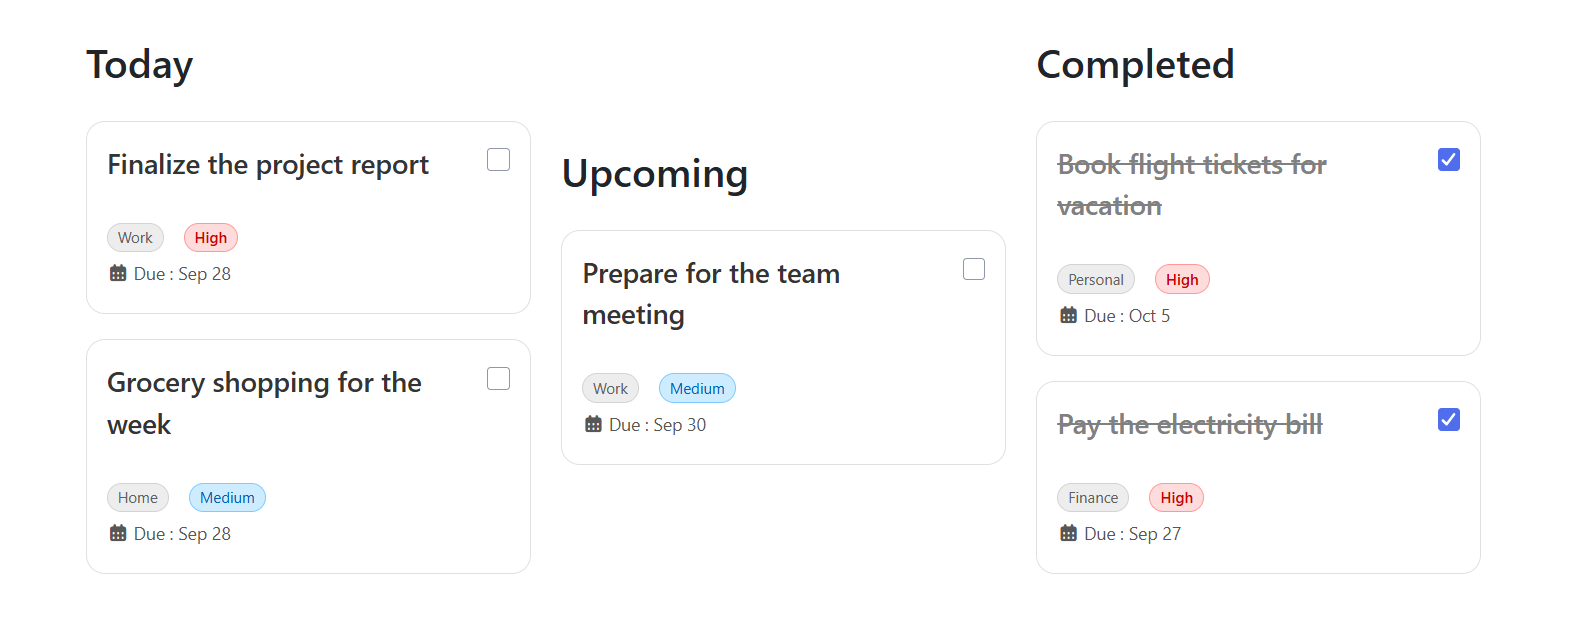 Today
Finalize the project report
Work
High
Due : Sep 28
Grocery shopping for the
week
Home
Medium
Due : Sep 28
Upcoming
Prepare for the team
meeting
Work
Medium
Due : Sep 30
Completed
Book flight tickets for
vacation
Personal
High
Due : Oct 5
Pay the electricity bill
Finance
High
Due : Sep 27